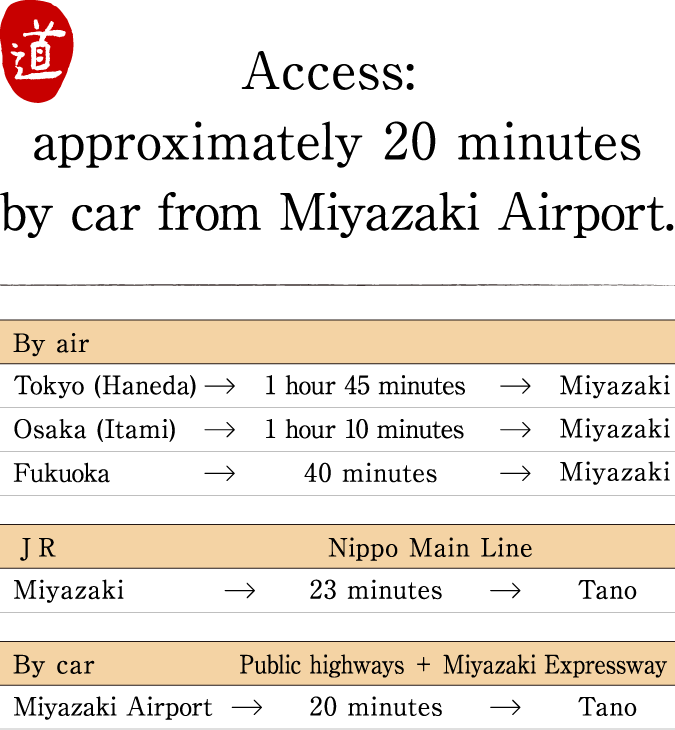 道
Access:
approximately 20 minutes
by car from Miyazaki Airport.
By air
Tokyo (Haneda) → 1 hour 45 minutes → Miyazaki
Osaka (Itami) → 1 hour 10 minutes → Miyazaki
Fukuoka → 40 minutes → Miyazaki
JR Nippo Main Line
Miyazaki → 23 minutes → Tano
By car Public highways + Miyazaki Expressway
Miyazaki Airport → 20 minutes → Tano